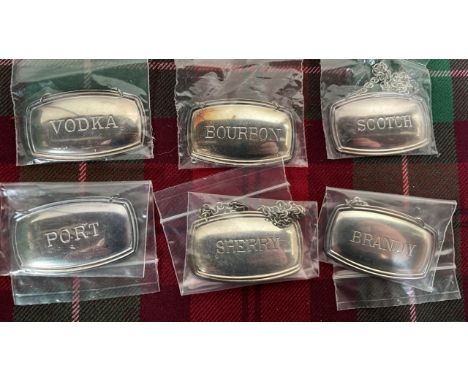 VODKA
BOURBON
SCOTCH
PORT
SHERRY
BRANDY